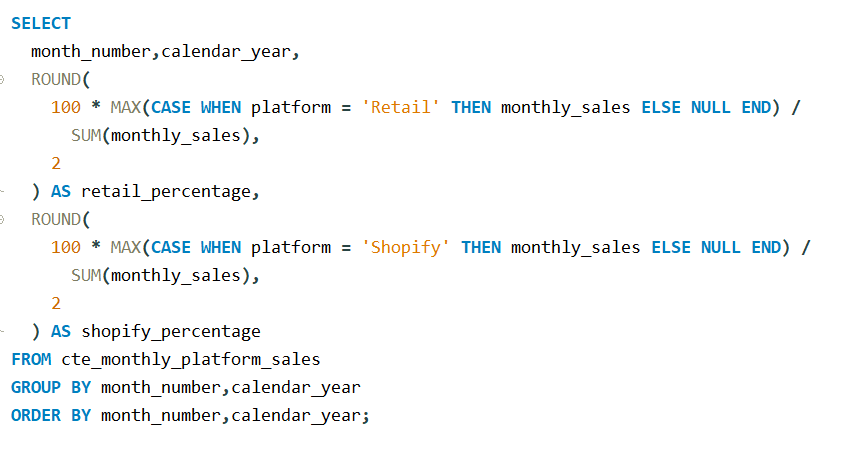 SELECT
month_number,calendar_year,
ROUND(
100 * MAX(CASE WHEN platform = 'Retail' THEN monthly_sales ELSE NULL END) /
SUM(monthly_sales),
2
) AS retail_percentage,
ROUND(
100 * MAX(CASE WHEN platform = 'Shopify' THEN monthly_sales ELSE NULL END) /
SUM(monthly_sales),
2
) AS shopify_percentage
FROM cte_monthly_platform_sales
GROUP BY month_number,calendar_year
ORDER BY month_number,calendar_year;